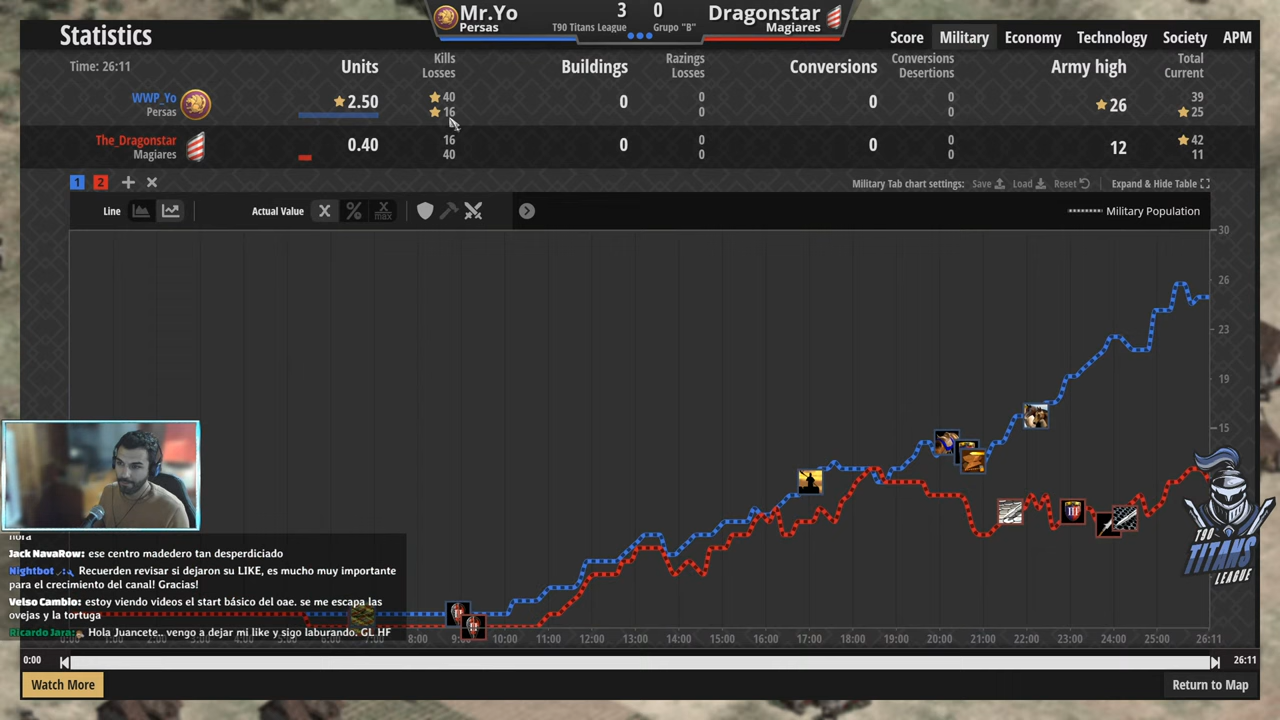 Mr.Yo
Persas
3 0
T90 Titans League Grupo "B"
Dragonstar
Magiares
Statistics
Score Military Economy Technology Society APM
Time: 26:11
Units
Kills
Losses
Buildings
Razings
Losses
Conversions
Conversions
Desertions
Army high
Total
Current
WWP_Yo
Persas
2.50
40
16
0
0
0
0
0
0
26
39
25
The_Dragonstar
Magiares
0.40
16
40
0
0
0
0
0
0
12
42
11
1 2
Military Tab chart settings: Save Load Reset Expand & Hide Table
Line
Actual Value X % X
max
Military Population
30
26
23
19
15
T90
TITANS
LEAGUE
nora
Jack NavaRow: ese centro madedero tan desperdiciado
Nightbot : Recuerden revisar si dejaron su LIKE, es mucho muy importante
para el crecimiento del canal! Gracias!
Velso Cambio: estoy viendo videos el start básico del oae. se me escapa las
ovejas y la tortuga
Ricardo Jara: Hola Juancete.. vengo a dejar mi like y sigo laburando. GL HF
8:00 9:00 10:00 11:00 12:00 13:00 14:00 15:00 16:00 17:00 18:00 19:00 20:00 21:00 22:00 23:00 24:00 25:00 26:11
0:00
26:11
Watch More
Return to Map